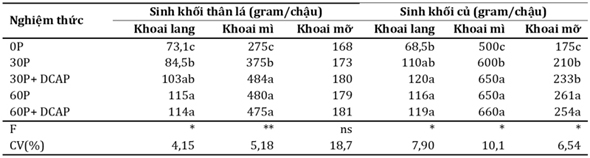 Nghiệm thức Sinh khối thân lá (gram/chậu) Sinh khối củ (gram/chậu)
Khoai lang Khoai mì Khoai mỡ Khoai lang Khoai mì Khoai mỡ
0P 73,1c 275c 168 68,5b 500c 175c
30P 84,5b 375b 173 110ab 600b 210b
30P+ DCAP 103ab 484a 180 120a 650a 233b
60P 115a 480a 179 116a 650a 261a
60P+ DCAP 114a 475a 181 119a 660a 254a
F * ** ns * * *
CV(%) 4,15 5,18 18,7 7,90 10,1 6,54